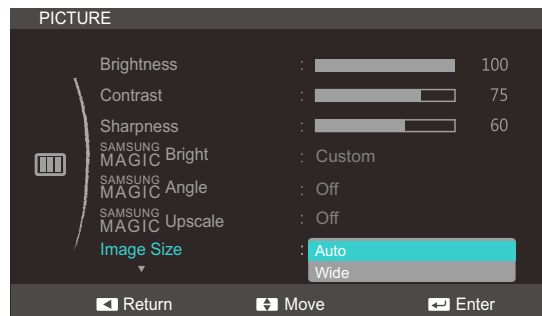 PICTURE
Brightness : 100
Contrast : 75
Sharpness : 60
SAMSUNG MAGIC Bright : Custom
SAMSUNG MAGIC Angle : Off
SAMSUNG MAGIC Upscale : Off
Image Size : Auto
Wide
Return Move Enter